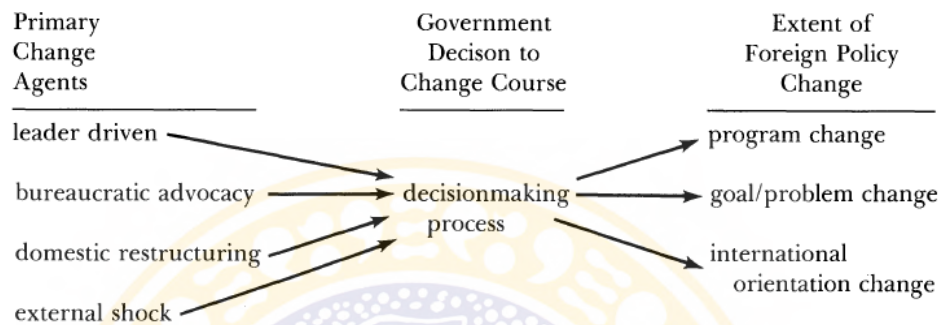 Primary
Change
Agents
Government
Decison to
Change Course
Extent of
Foreign Policy
Change
leader driven
bureaucratic advocacy
domestic restructuring
external shock
decisionmaking
process
program change
goal/problem change
international
orientation change